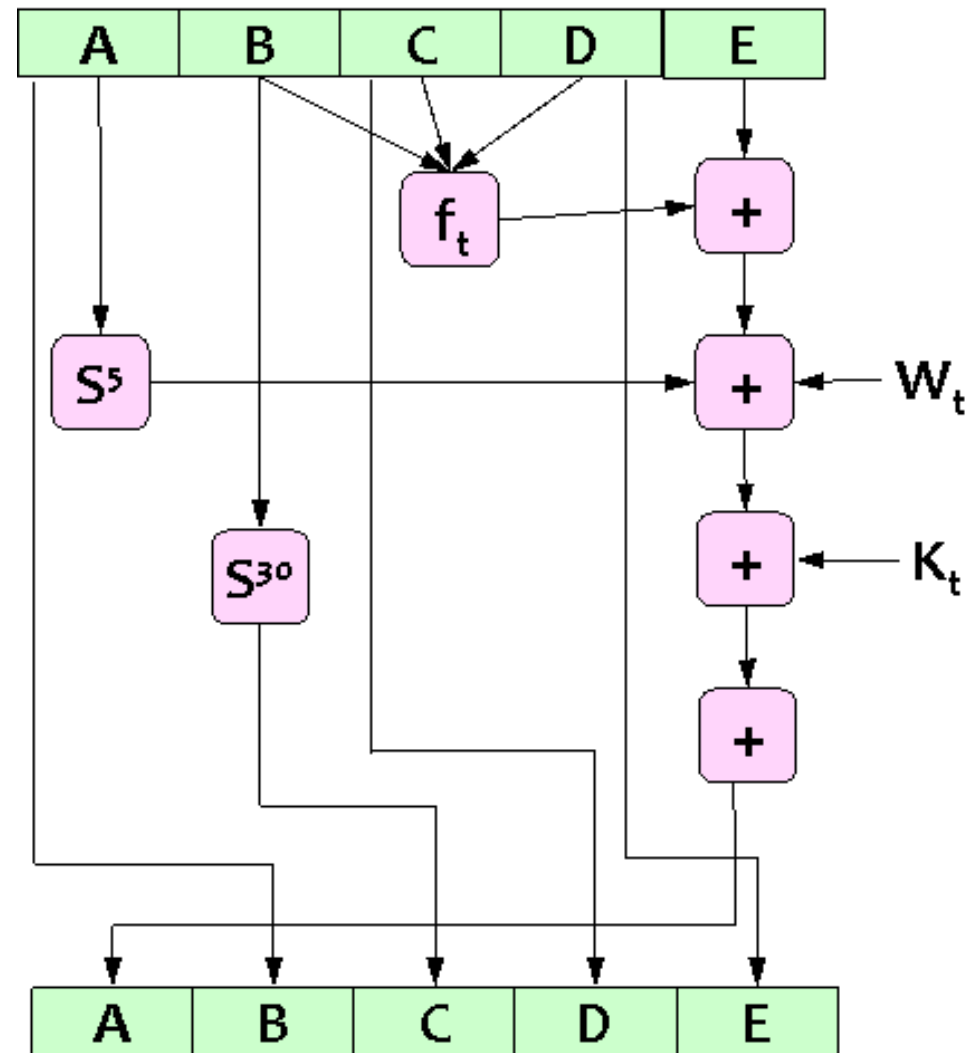 A B C D E
f_t +
S⁵ + W_t
+ K_t
S³⁰
+
A B C D E